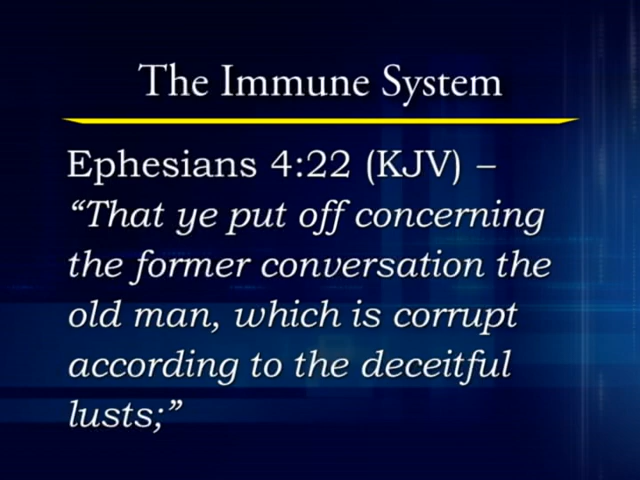 The Immune System
Ephesians 4:22 (KJV) –
“That ye put off concerning
the former conversation the
old man, which is corrupt
according to the deceitful
lusts;”